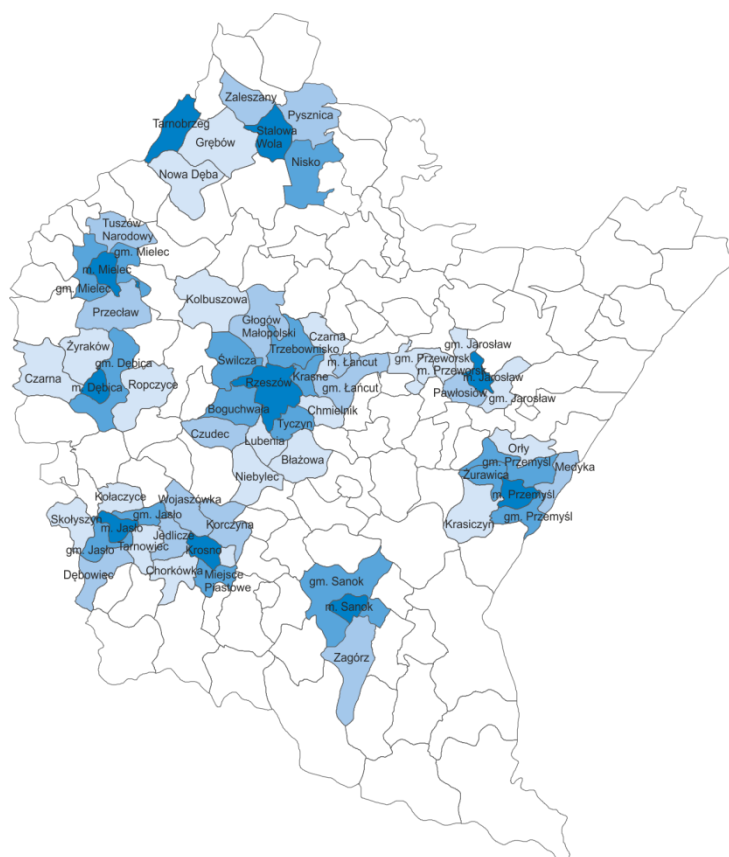 Zaleszany
Pysznica
Tarnobrzeg
Stalowa
Wola
Grębów
Nisko
Nowa Dęba
Tuszów
Narodowy
gm. Mielec
m. Mielec
gm. Mielec
Przecław
Kolbuszowa
Głogów
Małopolski
Czarna
Trzebownisko
gm. Jarosław
Żyraków
gm. Dębica
Świlcza
m. Łańcut
gm. Przeworsk
m. Przeworsk
m. Jarosław
Czarna
m. Dębica
Ropczyce
Rzeszów
Krasne
gm. Łańcut
Pawłosiów
gm. Jarosław
Boguchwała
Tyczyn
Chmielnik
Czudec
Lubenia
Błażowa
Niebylec
Orły
gm. Przemyśl
Medyka
Żurawica
m. Przemyśl
Krasiczyn
gm. Przemyśl
Kołaczyce
Wojaszówka
Skołyszyn
gm. Jasło
m. Jasło
Korczyna
Jedlicze
gm. Jasło
Tarnowiec
Krosno
Dębowiec
Chorkówka
Miejsce
Piastowe
gm. Sanok
m. Sanok
Zagórz